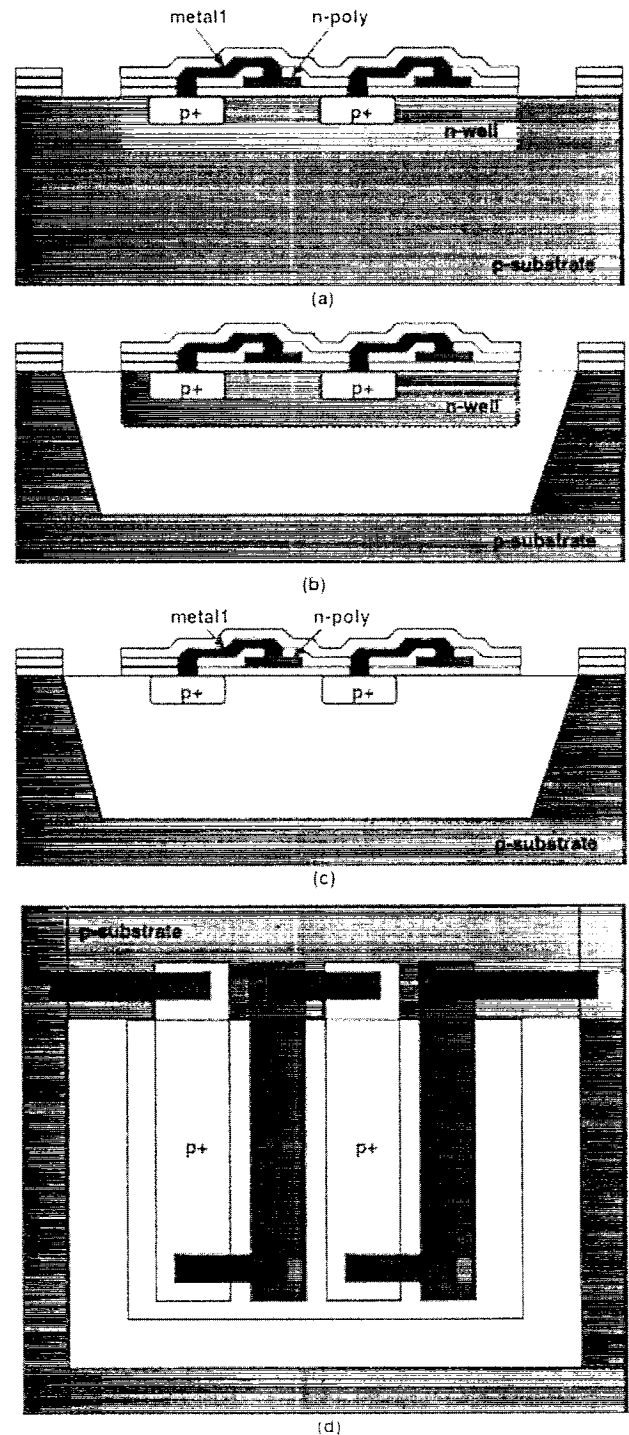 metal1 n-poly
p+ p+
n-well
p-substrate
(a)
p+ p+
n-well
p-substrate
(b)
metal1 n-poly
p+ p+
p-substrate
(c)
p-substrate
p+ p+
(d)